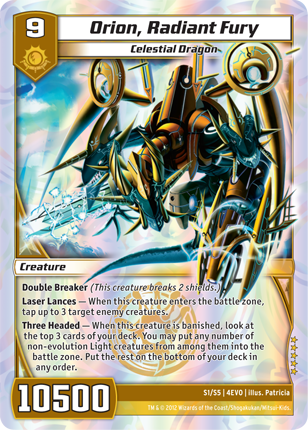 9
Orion, Radiant Fury
Celestial Dragon
Creature
Double Breaker (This creature breaks 2 shields.)
Laser Lances — When this creature enters the battle zone,
tap up to 3 target enemy creatures.
Three Headed — When this creature is banished, look
at the top 3 cards of your deck. You may put any number
of non-evolution Light creatures from among them into the
battle zone. Put the rest on the bottom of your deck in
any order.
10500
S1/S5 | 4EVO | illus. Patricia
TM & © 2012 Wizards of the Coast/Shogakukan/Mitsui-Kids.